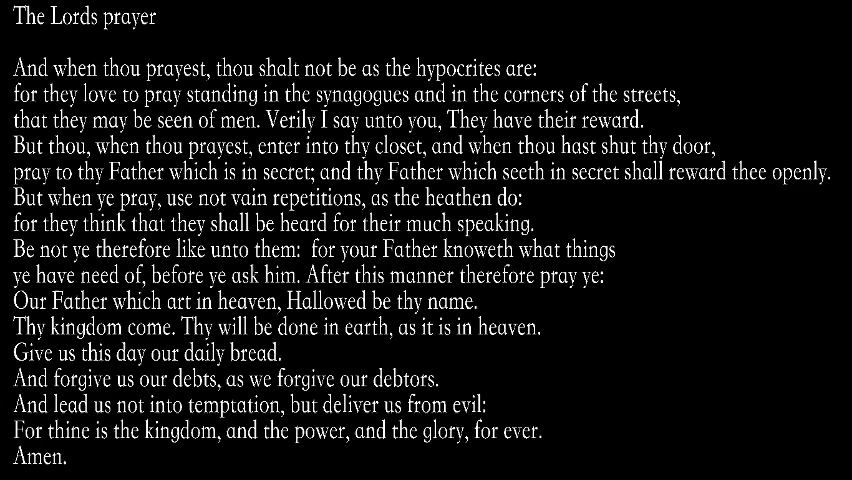 The Lords prayer
And when thou prayest, thou shalt not be as the hypocrites are:
for they love to pray standing in the synagogues and in the corners of the streets,
that they may be seen of men. Verily I say unto you, They have their reward.
But thou, when thou prayest, enter into thy closet, and when thou hast shut thy door,
pray to thy Father which is in secret; and thy Father which seeth in secret shall reward thee openly.
But when ye pray, use not vain repetitions, as the heathen do:
for they think that they shall be heard for their much speaking.
Be not ye therefore like unto them:  for your Father knoweth what things
ye have need of, before ye ask him. After this manner therefore pray ye:
Our Father which art in heaven, Hallowed be thy name.
Thy kingdom come. Thy will be done in earth, as it is in heaven.
Give us this day our daily bread.
And forgive us our debts, as we forgive our debtors.
And lead us not into temptation, but deliver us from evil:
For thine is the kingdom, and the power, and the glory, for ever.
Amen.